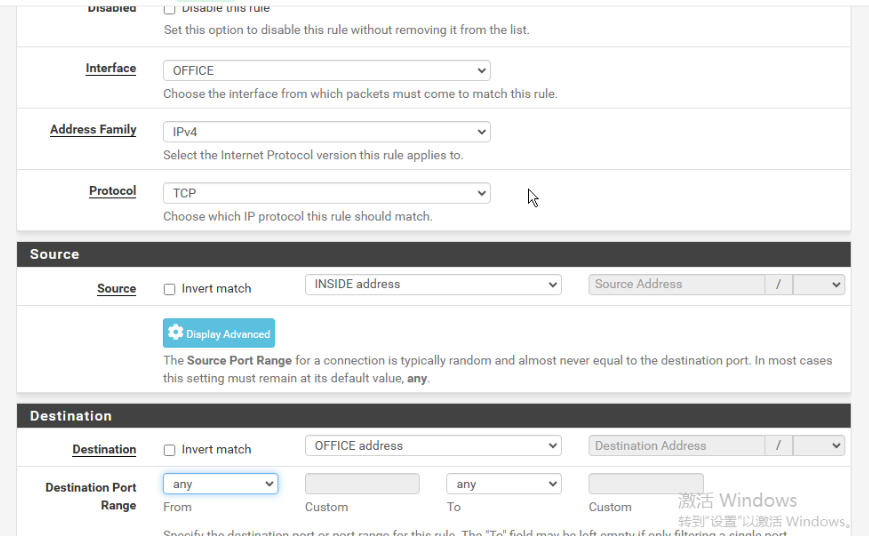 Disabled
Disable this rule
Set this option to disable this rule without removing it from the list.
Interface
OFFICE
Choose the interface from which packets must come to match this rule.
Address Family
IPv4
Select the Internet Protocol version this rule applies to.
Protocol
TCP
Choose which IP protocol this rule should match.
Source
Source
Invert match
INSIDE address
Source Address
/
Display Advanced
The Source Port Range for a connection is typically random and almost never equal to the destination port. In most cases
this setting must remain at its default value, any.
Destination
Destination
Invert match
OFFICE address
Destination Address
/
Destination Port
Range
any
any
From
Custom
To
Custom
激活 Windows
转到"设置"以激活 Windows。
Specify the destination port or port range for this rule. The "To" field may be left empty if only filtering a single port.